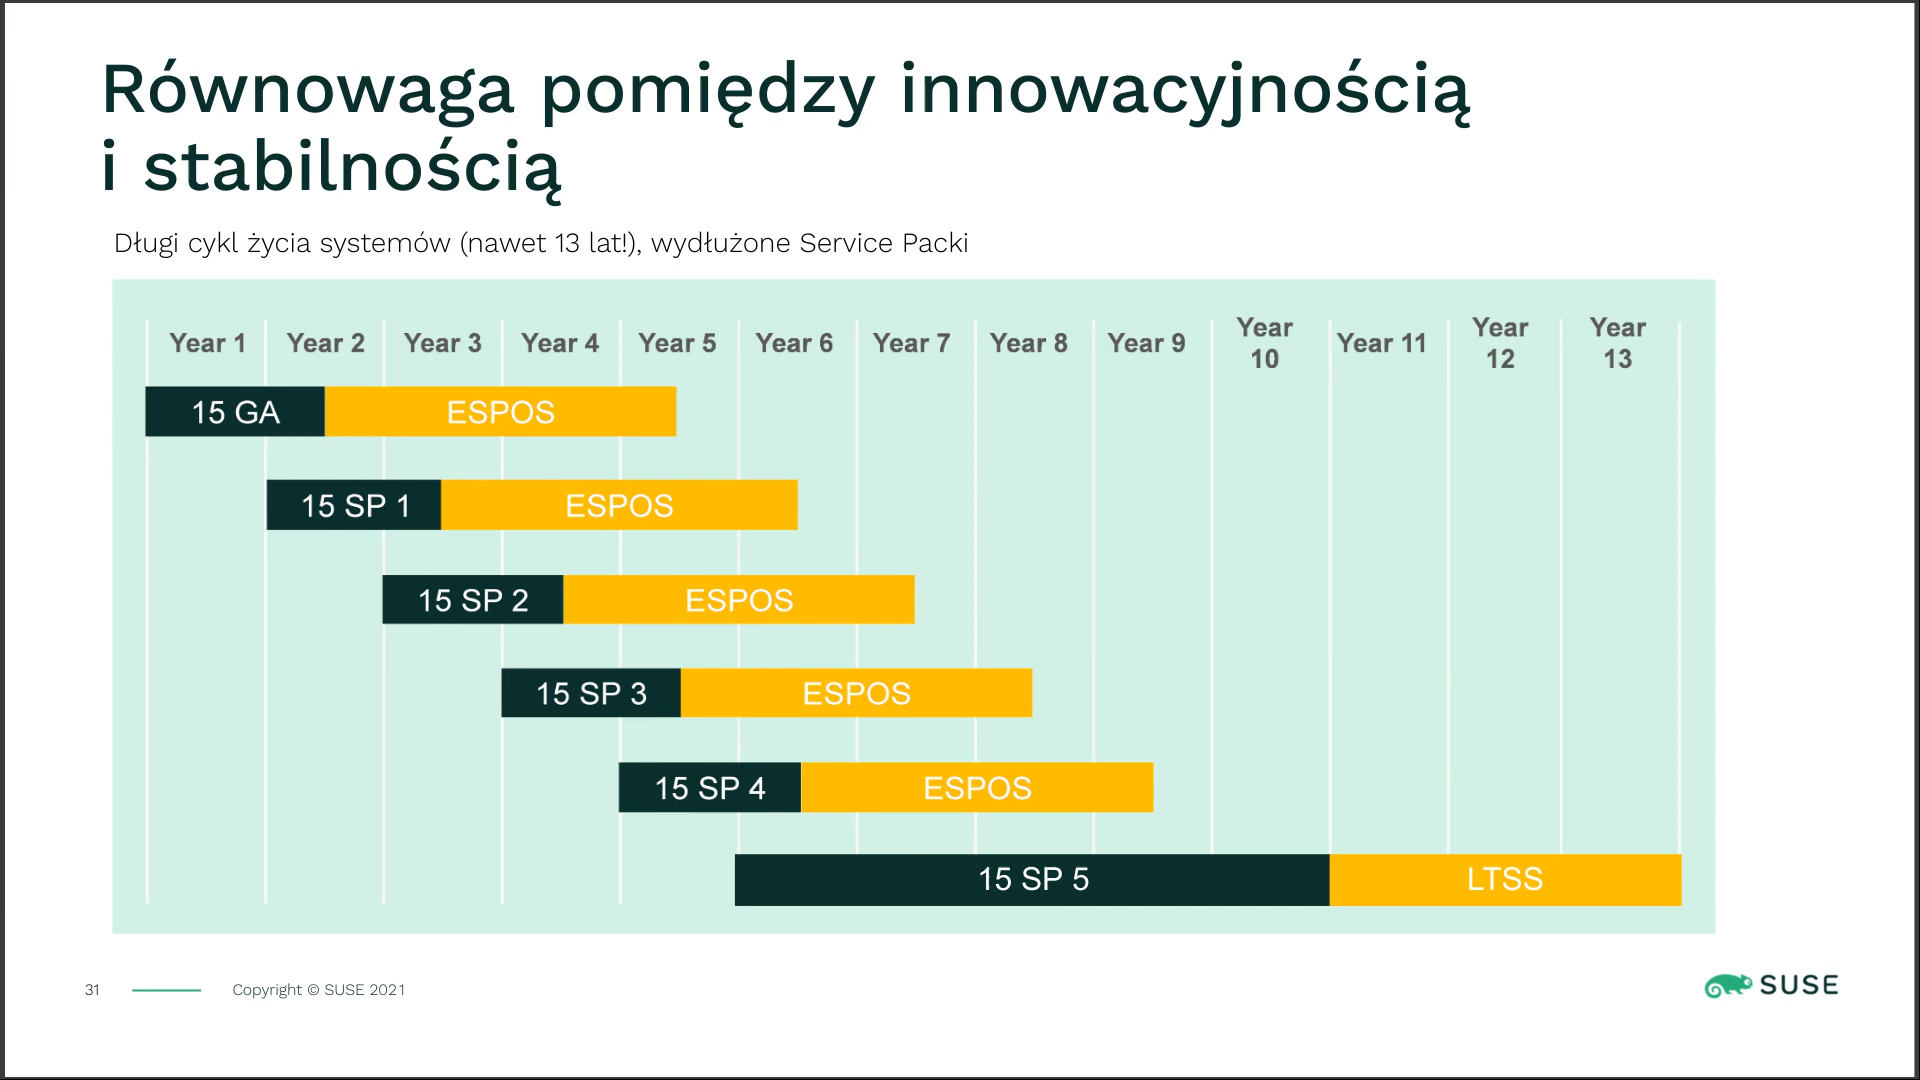 Równowaga pomiędzy innowacyjnością
i stabilnością
Długi cykl życia systemów (nawet 13 lat!), wydłużone Service Packi
Year 1 Year 2 Year 3 Year 4 Year 5 Year 6 Year 7 Year 8 Year 9 Year 10 Year 11 Year 12 Year 13
15 GA ESPOS
15 SP 1 ESPOS
15 SP 2 ESPOS
15 SP 3 ESPOS
15 SP 4 ESPOS
15 SP 5 LTSS
31 Copyright © SUSE 2021 SUSE